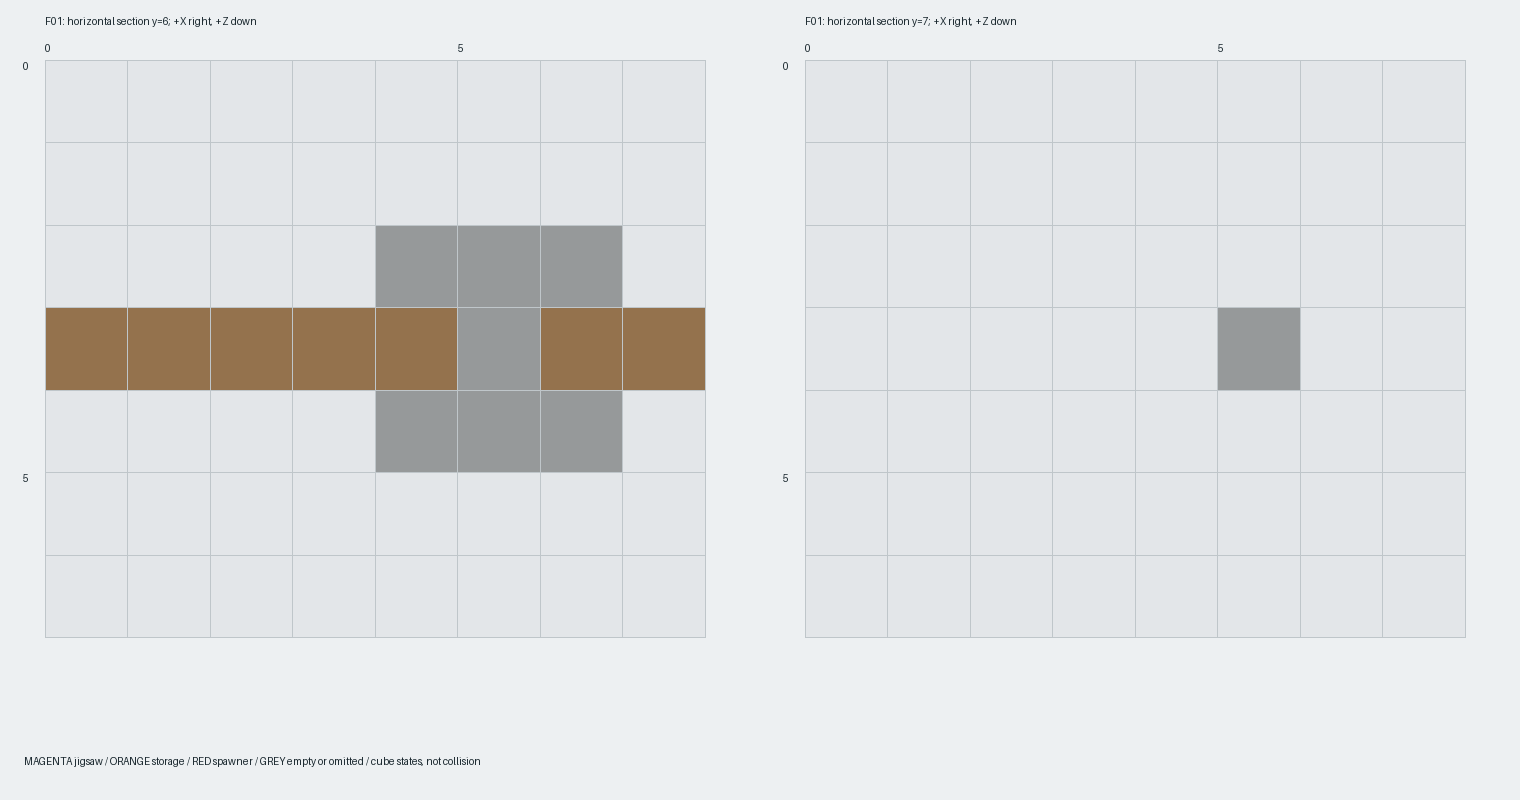 F01: horizontal section y=6; +X right, +Z down
F01: horizontal section y=7; +X right, +Z down
0 5
0 5
0
0
5
5
MAGENTA jigsaw / ORANGE storage / RED spawner / GREY empty or omitted / cube states, not collision